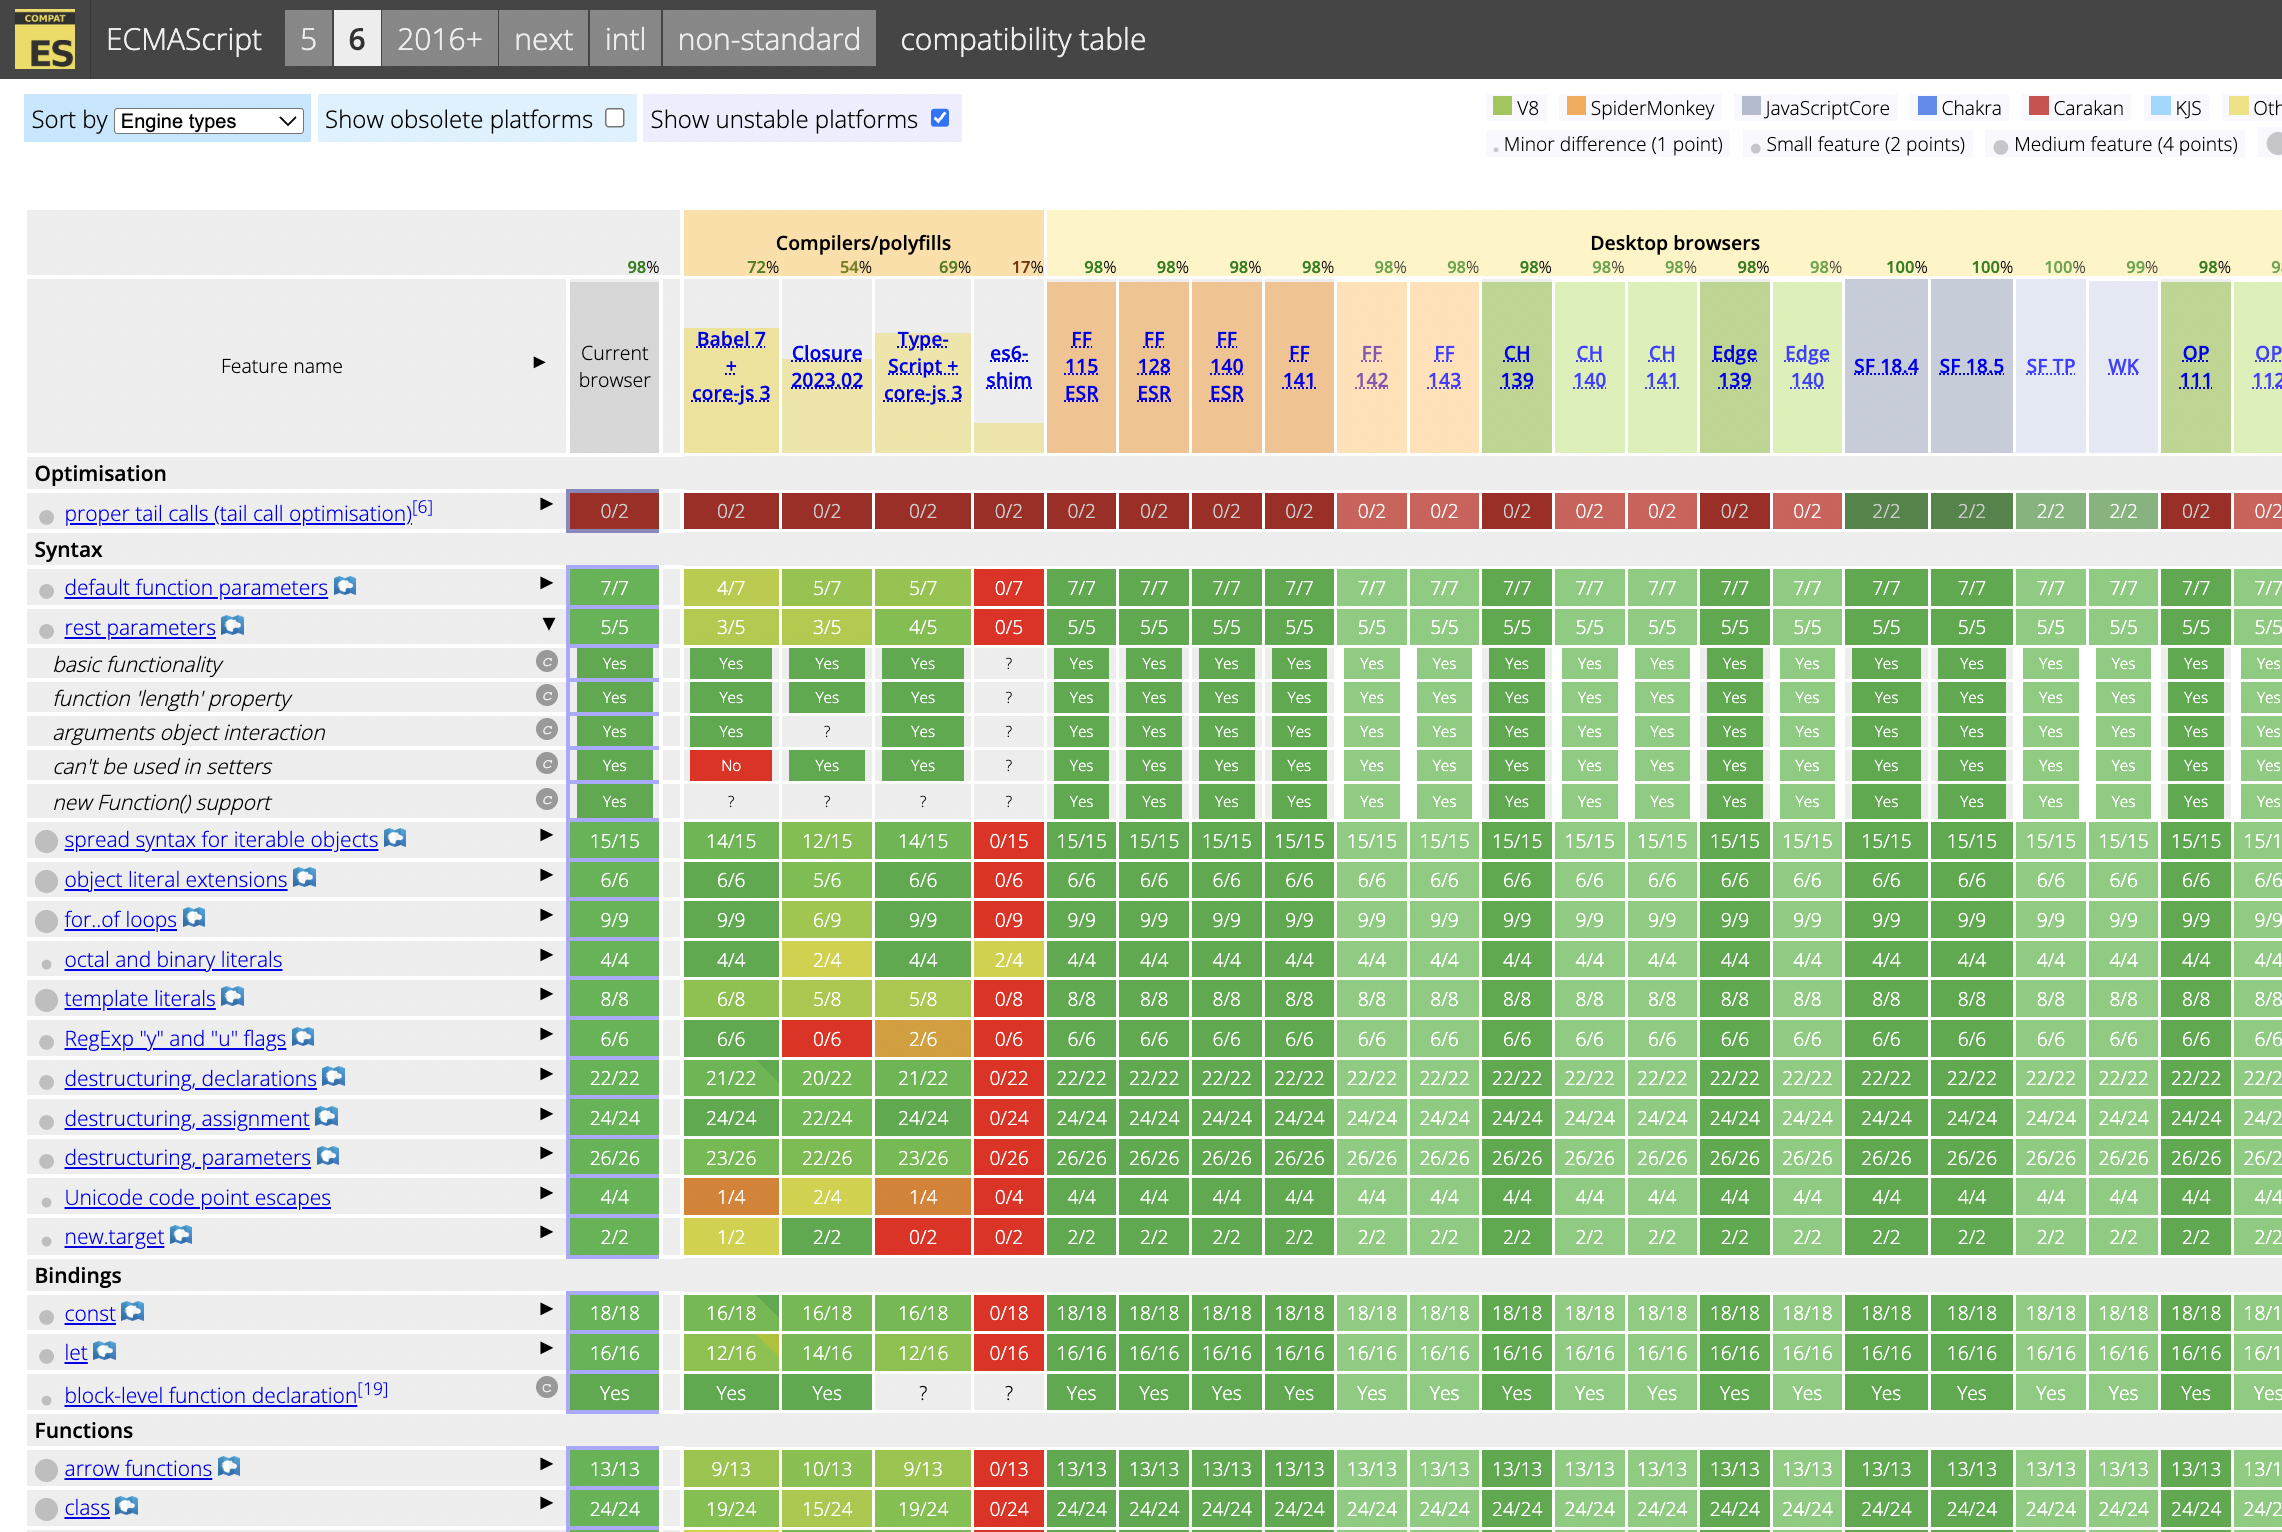 COMPAT
ES
ECMAScript 5 6 2016+ next intl non-standard compatibility table
Sort by Engine types Show obsolete platforms Show unstable platforms
V8 SpiderMonkey JavaScriptCore Chakra Carakan KJS Oth
Minor difference (1 point) Small feature (2 points) Medium feature (4 points)
Compilers/polyfills Desktop browsers
98% 72% 54% 69% 17% 98% 98% 98% 98% 98% 98% 98% 98% 98% 98% 98% 100% 100% 100% 99% 98% 9
Feature name ▶ Current browser Babel 7 + core-js 3 Closure 2023.02 Type-Script + core-js 3 es6-shim FF 115 ESR FF 128 ESR FF 140 ESR FF 141 FF 142 FF 143 CH 139 CH 140 CH 141 Edge 139 Edge 140 SF 18.4 SF 18.5 SF TP WK OP 111 OP 112
Optimisation
proper tail calls (tail call optimisation)[6] ▶ 0/2 0/2 0/2 0/2 0/2 0/2 0/2 0/2 0/2 0/2 0/2 0/2 0/2 0/2 0/2 0/2 2/2 2/2 2/2 2/2 0/2 0/2
Syntax
default function parameters ▶ 7/7 4/7 5/7 5/7 0/7 7/7 7/7 7/7 7/7 7/7 7/7 7/7 7/7 7/7 7/7 7/7 7/7 7/7 7/7 7/7 7/7 7/7
rest parameters ▼ 5/5 3/5 3/5 4/5 0/5 5/5 5/5 5/5 5/5 5/5 5/5 5/5 5/5 5/5 5/5 5/5 5/5 5/5 5/5 5/5 5/5 5/5
basic functionality c Yes Yes Yes Yes ? Yes Yes Yes Yes Yes Yes Yes Yes Yes Yes Yes Yes Yes Yes Yes Yes Yes
function 'length' property c Yes Yes Yes Yes ? Yes Yes Yes Yes Yes Yes Yes Yes Yes Yes Yes Yes Yes Yes Yes Yes Yes
arguments object interaction c Yes Yes ? Yes ? Yes Yes Yes Yes Yes Yes Yes Yes Yes Yes Yes Yes Yes Yes Yes Yes Yes
can't be used in setters c Yes No Yes Yes ? Yes Yes Yes Yes Yes Yes Yes Yes Yes Yes Yes Yes Yes Yes Yes Yes Yes
new Function() support c Yes ? ? ? ? Yes Yes Yes Yes Yes Yes Yes Yes Yes Yes Yes Yes Yes Yes Yes Yes Yes
spread syntax for iterable objects ▶ 15/15 14/15 12/15 14/15 0/15 15/15 15/15 15/15 15/15 15/15 15/15 15/15 15/15 15/15 15/15 15/15 15/15 15/15 15/15 15/15 15/15 15/1
object literal extensions ▶ 6/6 6/6 5/6 6/6 0/6 6/6 6/6 6/6 6/6 6/6 6/6 6/6 6/6 6/6 6/6 6/6 6/6 6/6 6/6 6/6 6/6 6/6
for..of loops ▶ 9/9 9/9 6/9 9/9 0/9 9/9 9/9 9/9 9/9 9/9 9/9 9/9 9/9 9/9 9/9 9/9 9/9 9/9 9/9 9/9 9/9 9/9
octal and binary literals ▶ 4/4 4/4 2/4 4/4 2/4 4/4 4/4 4/4 4/4 4/4 4/4 4/4 4/4 4/4 4/4 4/4 4/4 4/4 4/4 4/4 4/4 4/4
template literals ▶ 8/8 6/8 5/8 5/8 0/8 8/8 8/8 8/8 8/8 8/8 8/8 8/8 8/8 8/8 8/8 8/8 8/8 8/8 8/8 8/8 8/8 8/8
RegExp "y" and "u" flags ▶ 6/6 6/6 0/6 2/6 0/6 6/6 6/6 6/6 6/6 6/6 6/6 6/6 6/6 6/6 6/6 6/6 6/6 6/6 6/6 6/6 6/6 6/6
destructuring, declarations ▶ 22/22 21/22 20/22 21/22 0/22 22/22 22/22 22/22 22/22 22/22 22/22 22/22 22/22 22/22 22/22 22/22 22/22 22/22 22/22 22/22 22/22 22/2
destructuring, assignment ▶ 24/24 24/24 22/24 24/24 0/24 24/24 24/24 24/24 24/24 24/24 24/24 24/24 24/24 24/24 24/24 24/24 24/24 24/24 24/24 24/24 24/24 24/2
destructuring, parameters ▶ 26/26 23/26 22/26 23/26 0/26 26/26 26/26 26/26 26/26 26/26 26/26 26/26 26/26 26/26 26/26 26/26 26/26 26/26 26/26 26/26 26/26 26/2
Unicode code point escapes ▶ 4/4 1/4 2/4 1/4 0/4 4/4 4/4 4/4 4/4 4/4 4/4 4/4 4/4 4/4 4/4 4/4 4/4 4/4 4/4 4/4 4/4 4/4
new.target ▶ 2/2 1/2 2/2 0/2 0/2 2/2 2/2 2/2 2/2 2/2 2/2 2/2 2/2 2/2 2/2 2/2 2/2 2/2 2/2 2/2 2/2 2/2
Bindings
const ▶ 18/18 16/18 16/18 16/18 0/18 18/18 18/18 18/18 18/18 18/18 18/18 18/18 18/18 18/18 18/18 18/18 18/18 18/18 18/18 18/18 18/18 18/1
let ▶ 16/16 12/16 14/16 12/16 0/16 16/16 16/16 16/16 16/16 16/16 16/16 16/16 16/16 16/16 16/16 16/16 16/16 16/16 16/16 16/16 16/16 16/1
block-level function declaration[19] c Yes Yes Yes ? ? Yes Yes Yes Yes Yes Yes Yes Yes Yes Yes Yes Yes Yes Yes Yes Yes Yes
Functions
arrow functions ▶ 13/13 9/13 10/13 9/13 0/13 13/13 13/13 13/13 13/13 13/13 13/13 13/13 13/13 13/13 13/13 13/13 13/13 13/13 13/13 13/13 13/13 13/1
class ▶ 24/24 19/24 15/24 19/24 0/24 24/24 24/24 24/24 24/24 24/24 24/24 24/24 24/24 24/24 24/24 24/24 24/24 24/24 24/24 24/24 24/24 24/2